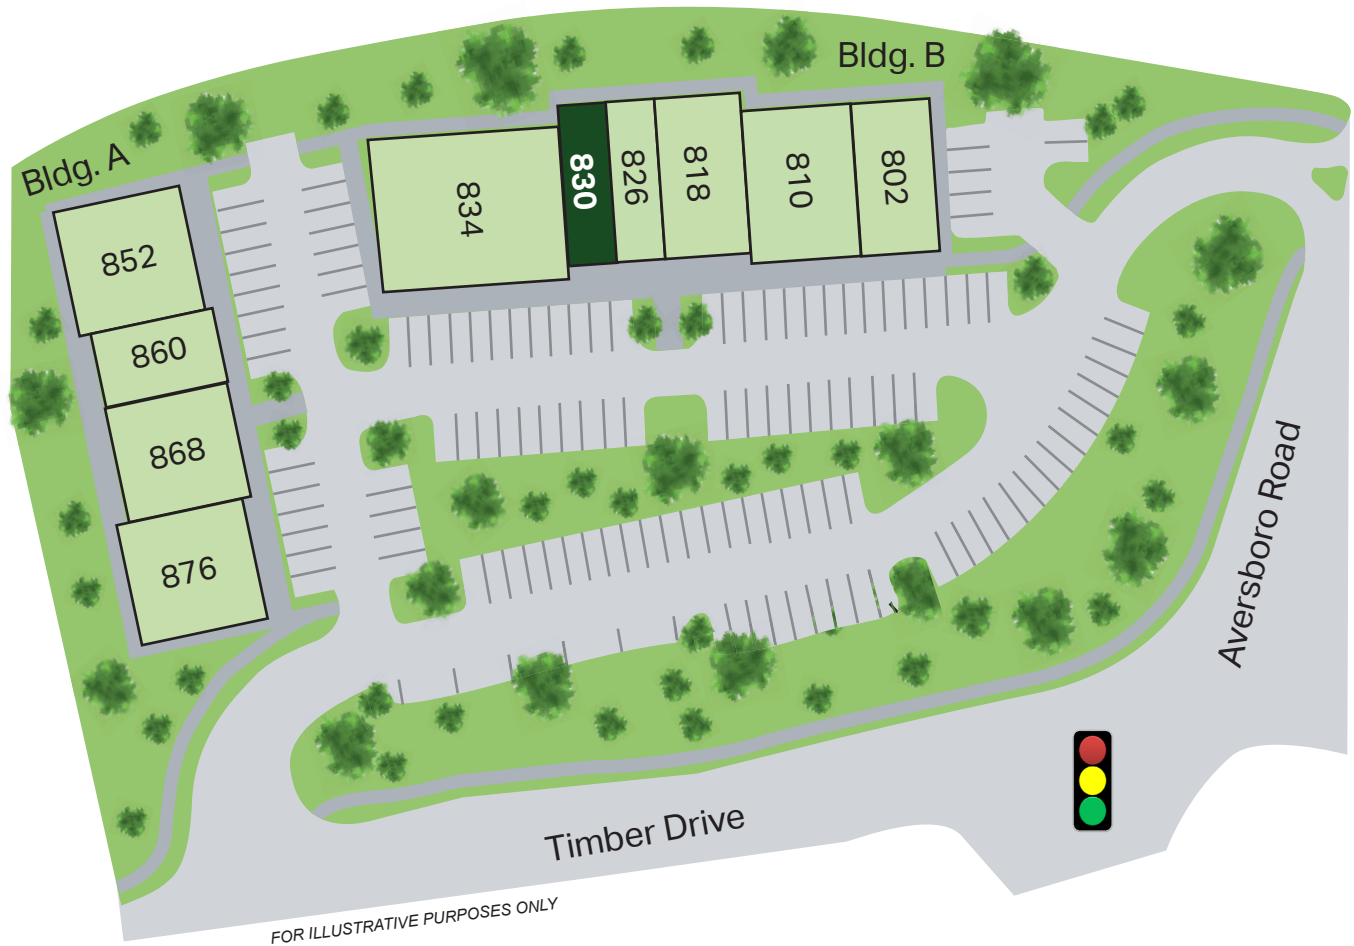 Bldg. B
Bldg. A
834
830
826
818
810
802
852
860
868
876
Aversboro Road
Timber Drive
FOR ILLUSTRATIVE PURPOSES ONLY